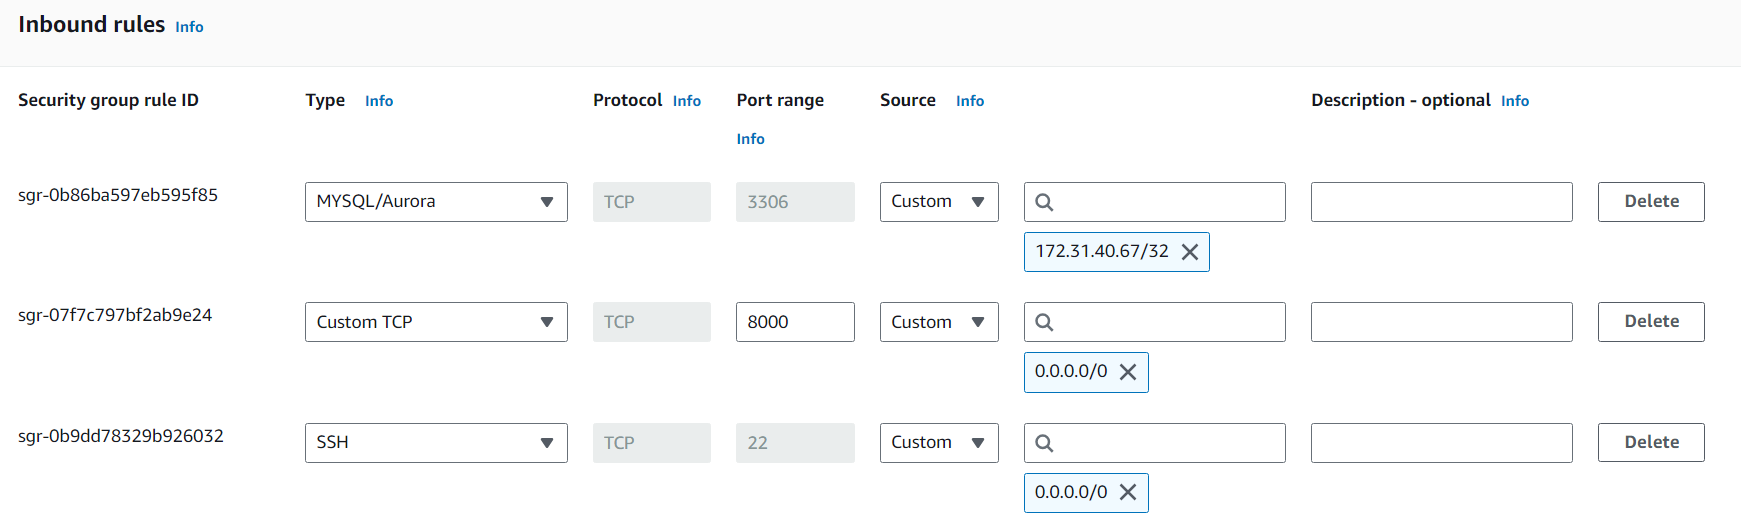 Inbound rules Info
Security group rule ID Type Info Protocol Info Port range Info Source Info Description - optional Info
sgr-0b86ba597eb595f85 MYSQL/Aurora TCP 3306 Custom Delete
172.31.40.67/32
sgr-07f7c797bf2ab9e24 Custom TCP TCP 8000 Custom Delete
0.0.0.0/0
sgr-0b9dd78329b926032 SSH TCP 22 Custom Delete
0.0.0.0/0